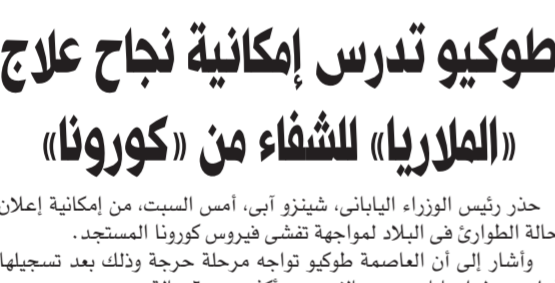 طوكيو تدرس إمكانية نجاح علاج
«الملاريا» للشفاء من «كورونا»
حذر رئيس الوزراء اليابانى، شينزو آبى، أمس السبت، من إمكانية إعلان
حالة الطوارئ فى البلاد لمواجهة تفشى فيروس كورونا المستجد.
وأشار إلى أن العاصمة طوكيو تواجه مرحلة حرجة وذلك بعد تسجيلها